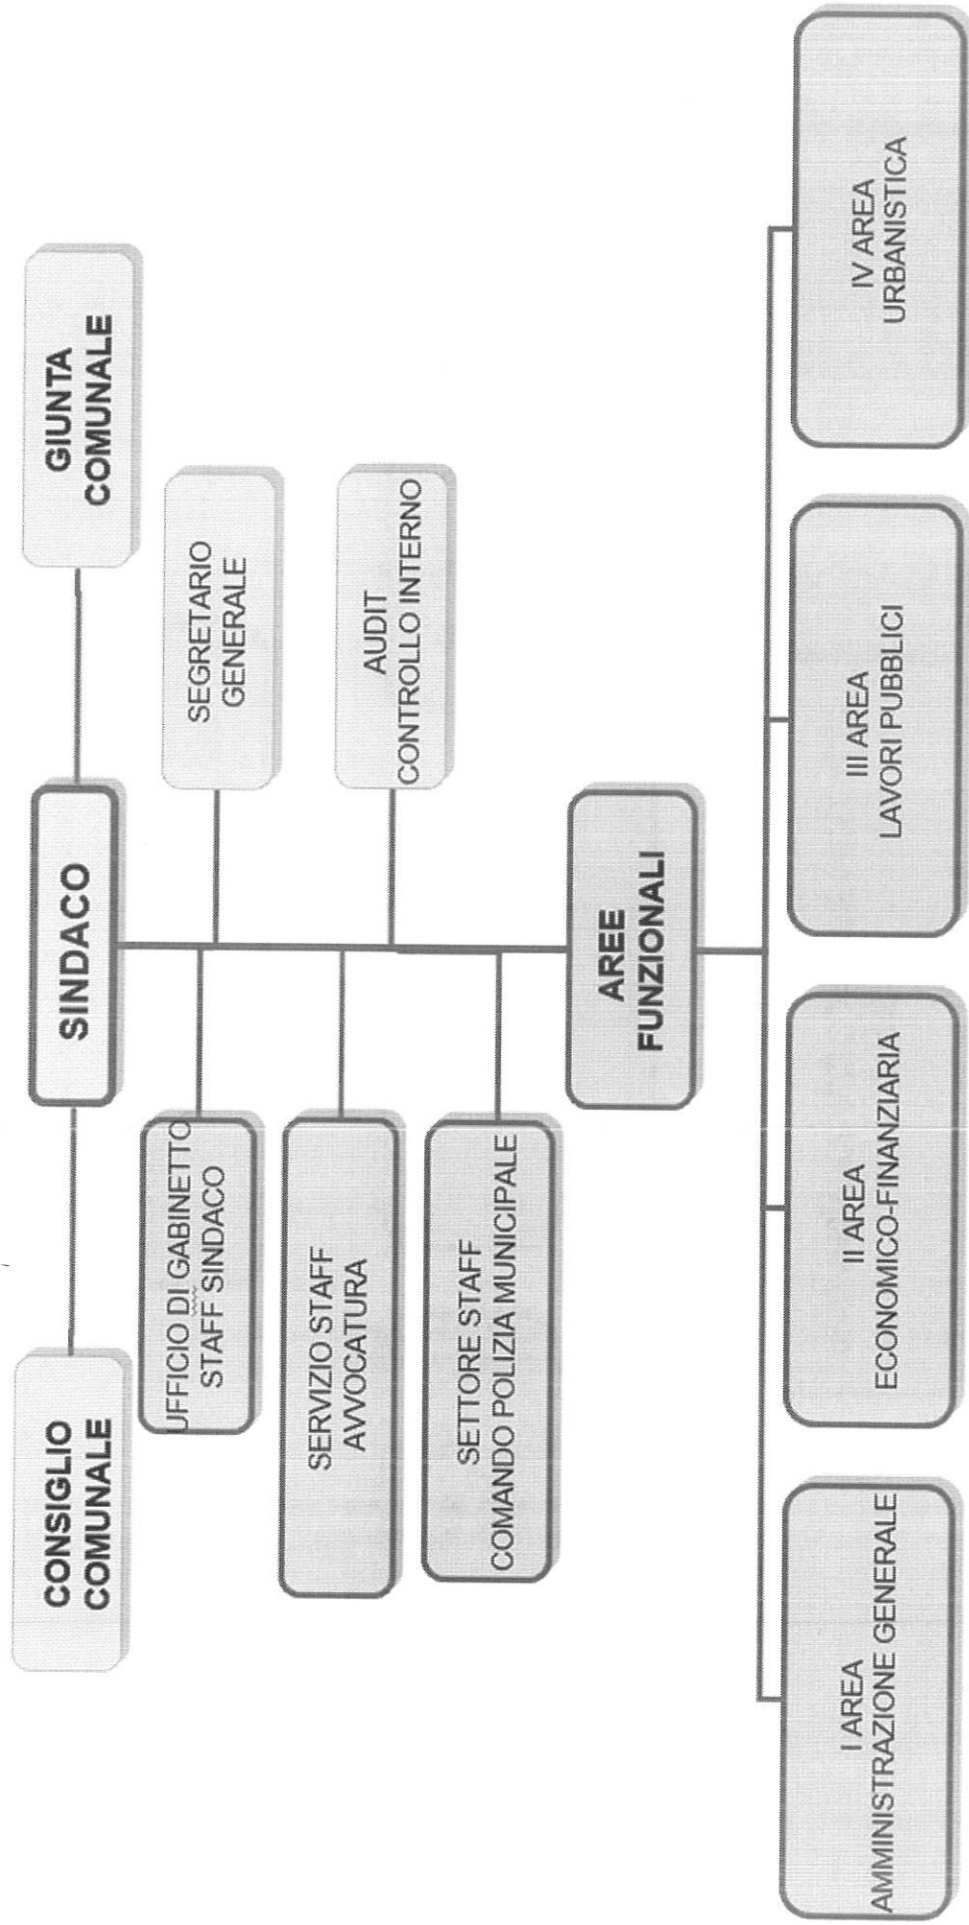 CONSIGLIO
COMUNALE
SINDACO
GIUNTA
COMUNALE
UFFICIO DI GABINETTO
STAFF SINDACO
SEGRETARIO
GENERALE
SERVIZIO STAFF
AVVOCATURA
AUDIT
CONTROLLO INTERNO
SETTORE STAFF
COMANDO POLIZIA MUNICIPALE
AREE
FUNZIONALI
I AREA
AMMINISTRAZIONE GENERALE
II AREA
ECONOMICO-FINANZIARIA
III AREA
LAVORI PUBBLICI
IV AREA
URBANISTICA